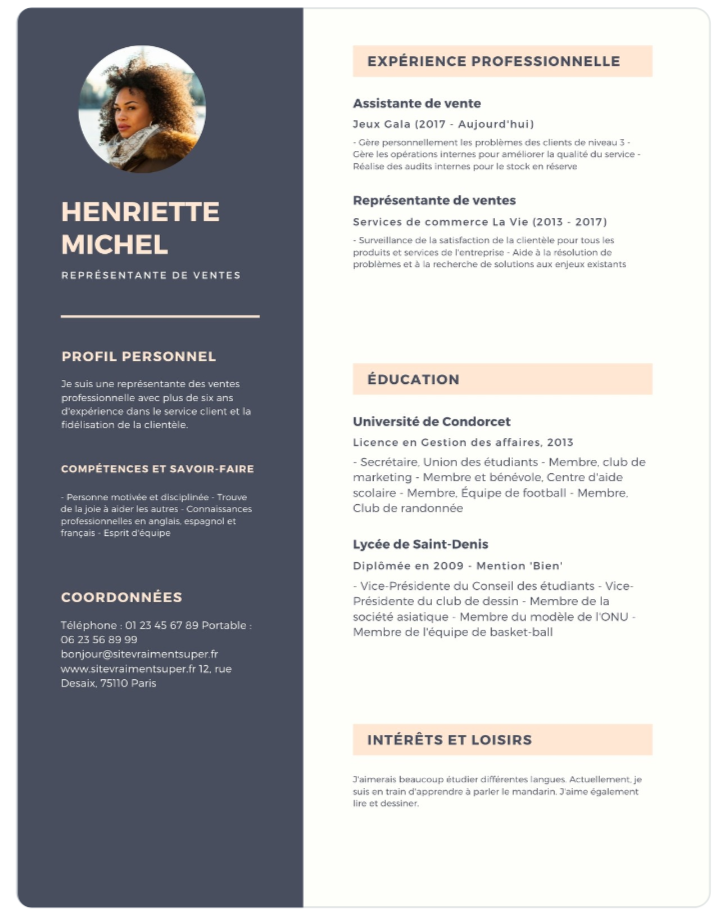 HENRIETTE
MICHEL
REPRÉSENTANTE DE VENTES
PROFIL PERSONNEL
Je suis une représentante des ventes
professionnelle avec plus de six ans
d'expérience dans le service client et la
fidélisation de la clientèle.
COMPÉTENCES ET SAVOIR-FAIRE
- Personne motivée et disciplinée - Trouve
de la joie à aider les autres - Connaissances
professionnelles en anglais, espagnol et
français - Esprit d'équipe
COORDONNÉES
Téléphone : 01 23 45 67 89 Portable :
06 23 56 89 99
bonjour@sitevraimentsuper.fr
www.sitevraimentsuper.fr 12, rue
Desaix, 75110 Paris
EXPÉRIENCE PROFESSIONNELLE
Assistante de vente
Jeux Gala (2017 - Aujourd'hui)
- Gère personnellement les problèmes des clients de niveau 3 -
Gère les opérations internes pour améliorer la qualité du service -
Réalise des audits internes pour le stock en réserve
Représentante de ventes
Services de commerce La Vie (2013 - 2017)
- Surveillance de la satisfaction de la clientèle pour tous les
produits et services de l'entreprise - Aide à la résolution de
problèmes et à la recherche de solutions aux enjeux existants
ÉDUCATION
Université de Condorcet
Licence en Gestion des affaires, 2013
- Secrétaire, Union des étudiants - Membre, club de
marketing - Membre et bénévole, Centre d'aide
scolaire - Membre, Équipe de football - Membre,
Club de randonnée
Lycée de Saint-Denis
Diplômée en 2009 - Mention 'Bien'
- Vice-Présidente du Conseil des étudiants - Vice-
Présidente du club de dessin - Membre de la
société asiatique - Membre du modèle de l'ONU -
Membre de l'équipe de basket-ball
INTÉRÊTS ET LOISIRS
J'aimerais beaucoup étudier différentes langues. Actuellement, je
suis en train d'apprendre à parler le mandarin. J'aime également
lire et dessiner.